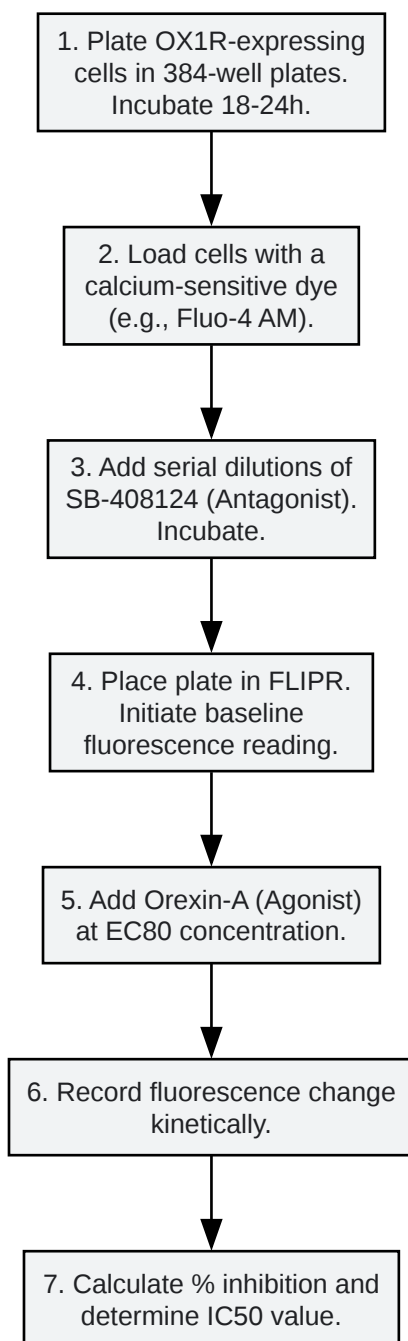 1. Plate OX1R-expressing
cells in 384-well plates.
Incubate 18-24h.
2. Load cells with a
calcium-sensitive dye
(e.g., Fluo-4 AM).
3. Add serial dilutions of
SB-408124 (Antagonist).
Incubate.
4. Place plate in FLIPR.
Initiate baseline
fluorescence reading.
5. Add Orexin-A (Agonist)
at EC80 concentration.
6. Record fluorescence change
kinetically.
7. Calculate % inhibition and
determine IC50 value.